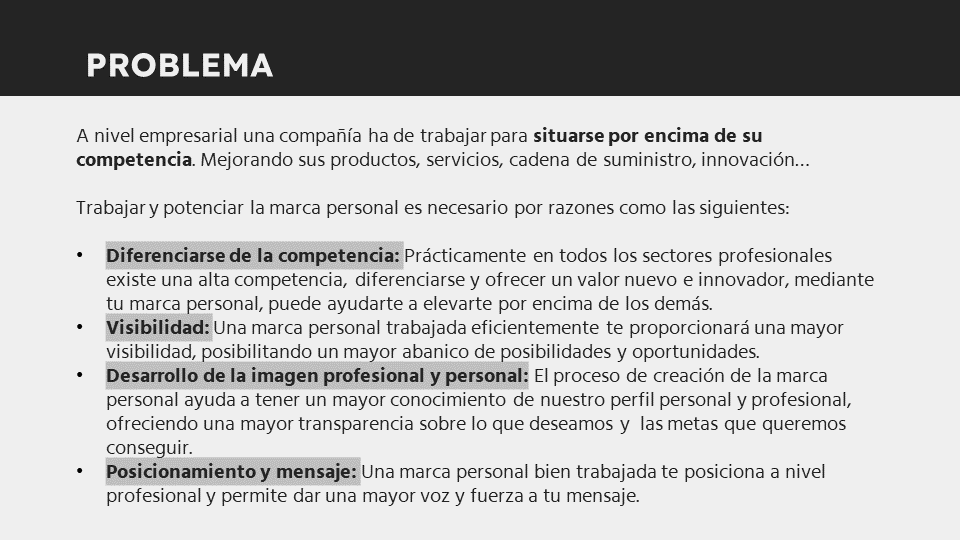 PROBLEMA
A nivel empresarial una compañía ha de trabajar para situarse por encima de su
competencia. Mejorando sus productos, servicios, cadena de suministro, innovación…
Trabajar y potenciar la marca personal es necesario por razones como las siguientes:
• Diferenciarse de la competencia: Prácticamente en todos los sectores profesionales
existe una alta competencia, diferenciarse y ofrecer un valor nuevo e innovador, mediante
tu marca personal, puede ayudarte a elevarte por encima de los demás.
• Visibilidad: Una marca personal trabajada eficientemente te proporcionará una mayor
visibilidad, posibilitando un mayor abanico de posibilidades y oportunidades.
• Desarrollo de la imagen profesional y personal: El proceso de creación de la marca
personal ayuda a tener un mayor conocimiento de nuestro perfil personal y profesional,
ofreciendo una mayor transparencia sobre lo que deseamos y las metas que queremos
conseguir.
• Posicionamiento y mensaje: Una marca personal bien trabajada te posiciona a nivel
profesional y permite dar una mayor voz y fuerza a tu mensaje.